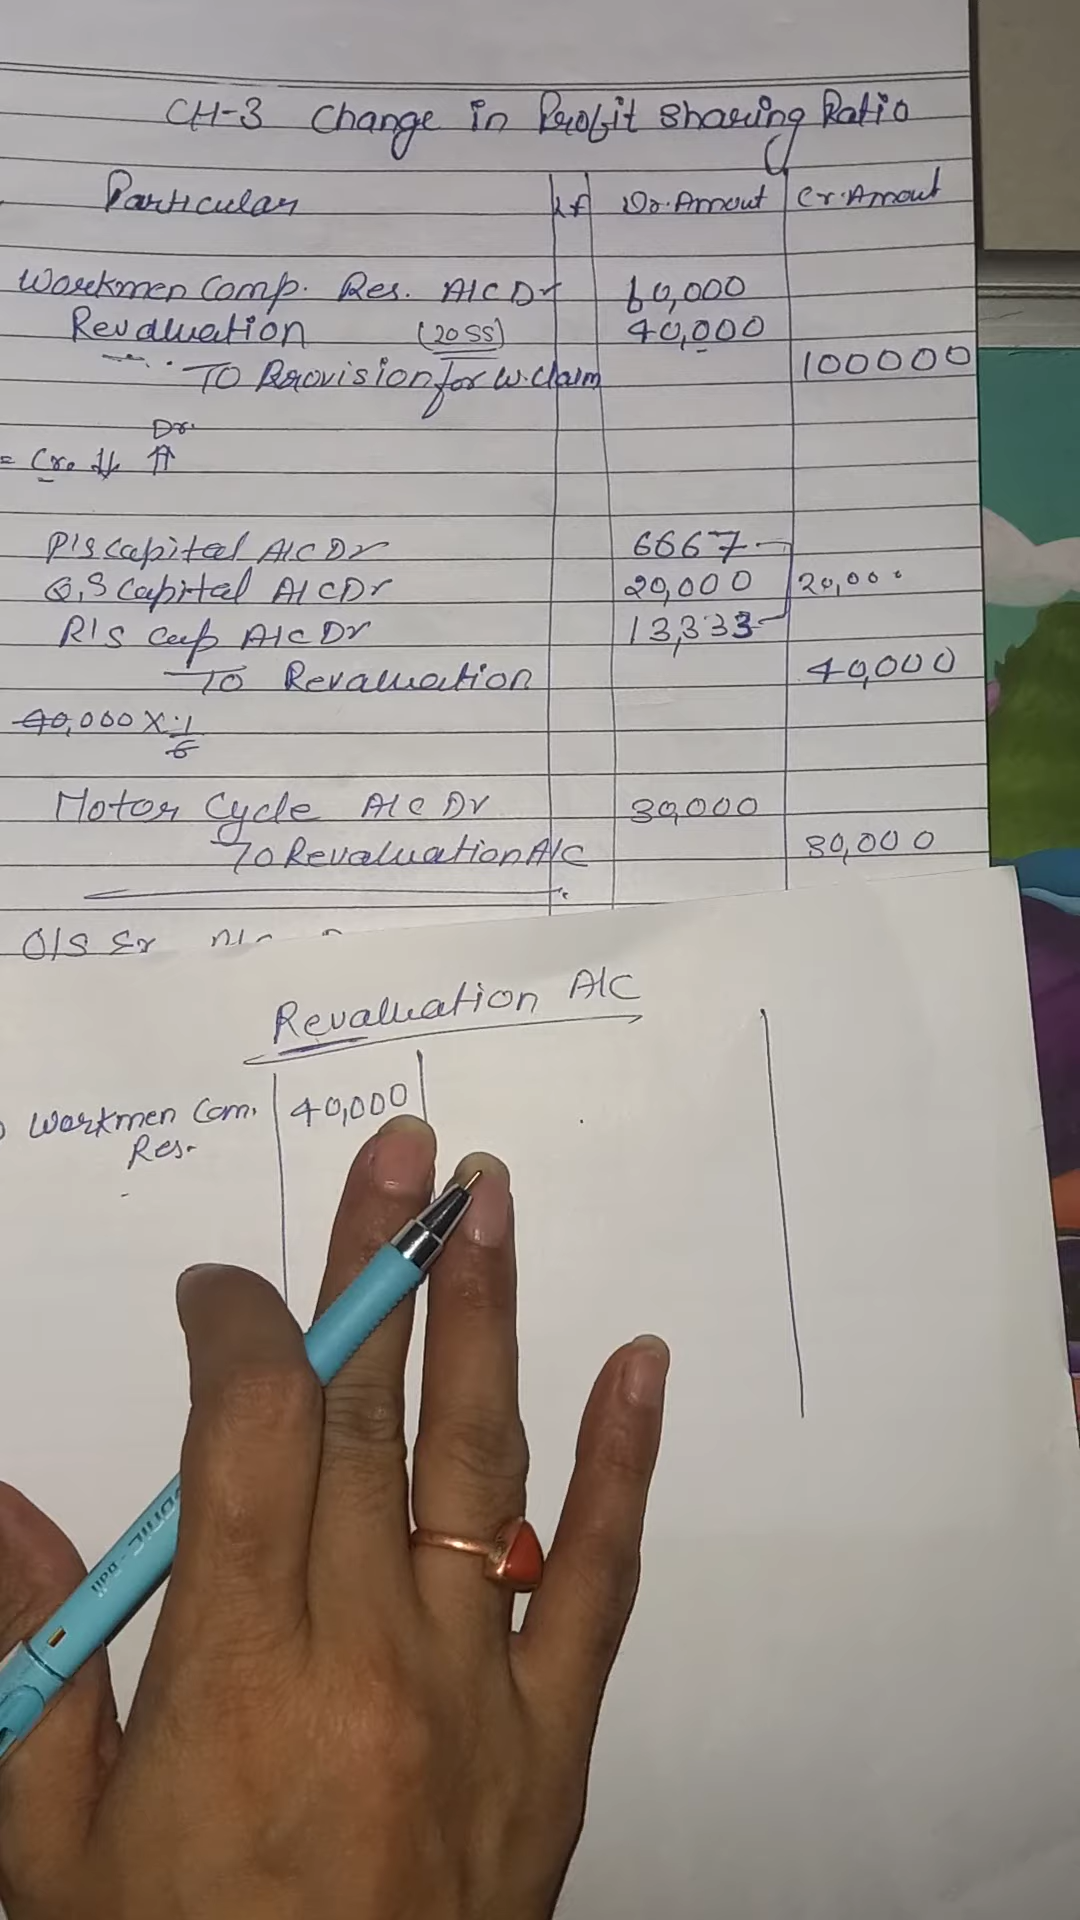 CH-3 Change in Profit Sharing Ratio
Particular Lf Dr. Amout Cr. Amout
Workmen Comp. Res. A/C Dr 60,000
Revaluation (Loss) 40,000
To Provision for W. Claim 100000
Dr.
= Cr. ⇓ ⇑
P's Capital A/C Dr 6667
Q,s Capital A/C Dr 20,000 20,000
R's Cap A/C Dr 13,333
To Revaluation 40,000
40,000 X 1/6
Motor Cycle A/C Dr 30,000
To Revaluation A/C 30,000
O/S
Revaluation A/C
Workmen Com. 40,000
Res.